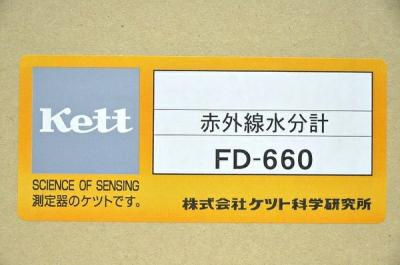 Kett
SCIENCE OF SENSING
測定器のケットです。
赤外線水分計
FD-660
株式会社ケツト科学研究所